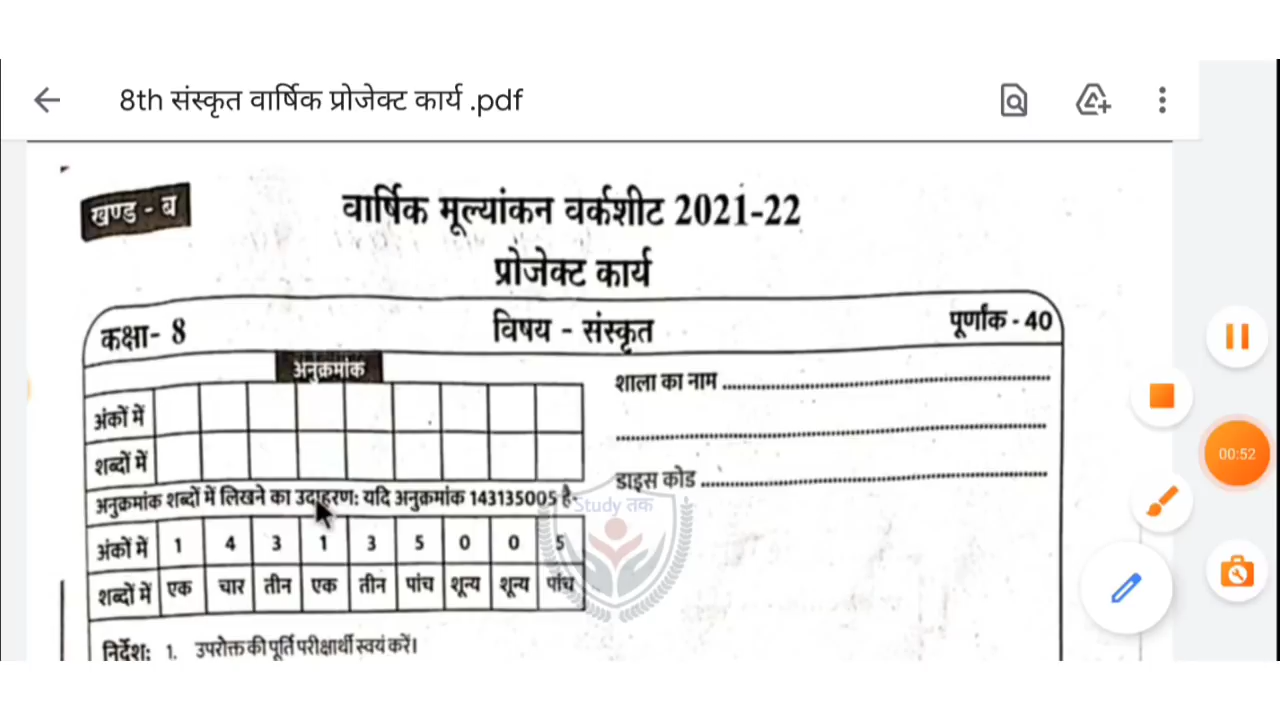 8th संस्कृत वार्षिक प्रोजेक्ट कार्य .pdf
खण्ड - ब
वार्षिक मूल्यांकन वर्कशीट 2021-22
प्रोजेक्ट कार्य
कक्षा- 8 विषय - संस्कृत पूर्णांक - 40
अनुक्रमांक
शाला का नाम
अंकों में
शब्दों में
डाइस कोड
अनुक्रमांक शब्दों में लिखने का उदाहरण: यदि अनुक्रमांक 143135005 है-
Study तक
अंकों में 1 4 3 1 3 5 0 0 5
शब्दों में एक चार तीन एक तीन पांच शून्य शून्य पांच
निर्देश: 1. उपरोक्त की पूर्ति परीक्षार्थी स्वयं करें।
00:52